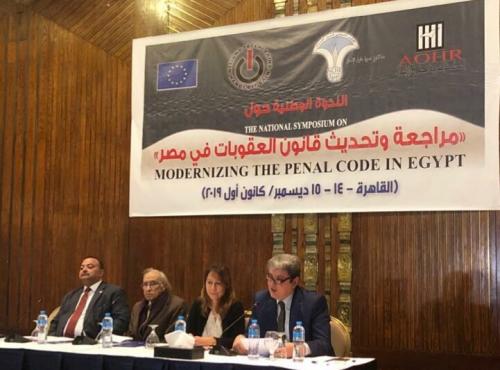 AOHR
الندوة الوطنية حول
THE NATIONAL SYMPOSIUM ON
«مراجعة وتحديث قانون العقوبات في مصر»
MODERNIZING THE PENAL CODE IN EGYPT
(القاهرة - ١٤ - ١٥ ديسمبر/ كانون أول ٢٠١٩)